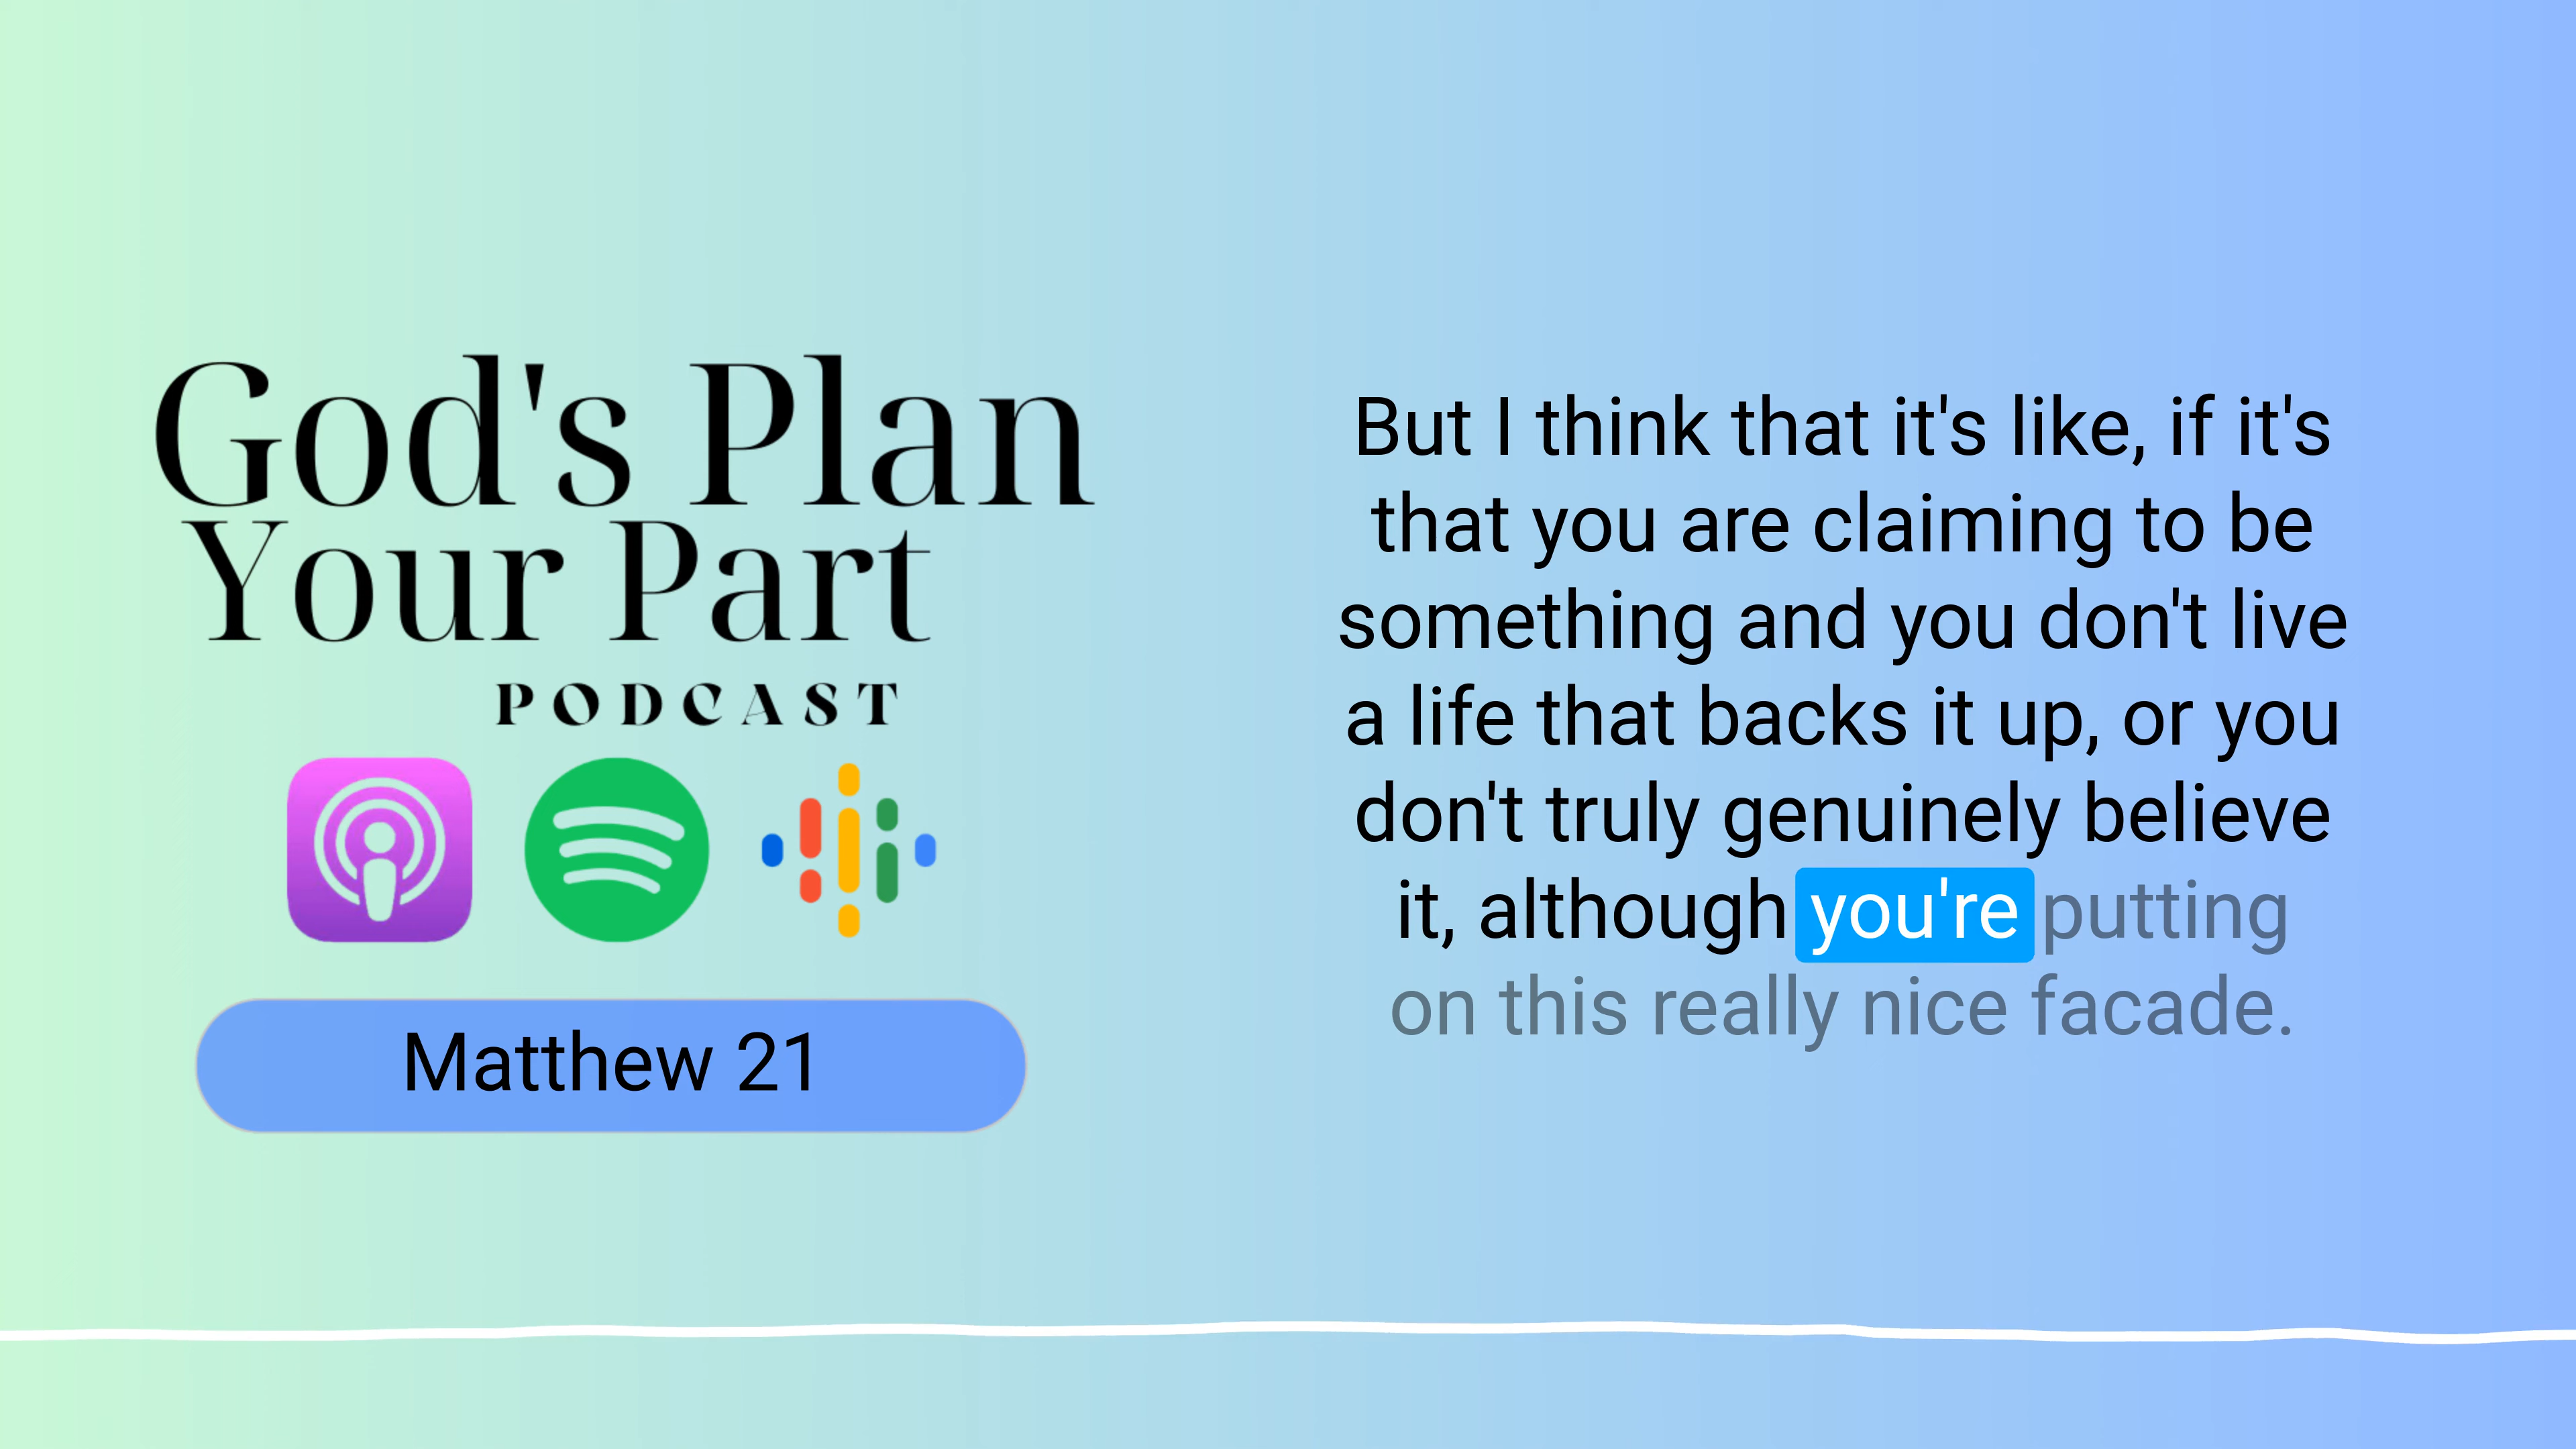 God's Plan
Your Part
PODCAST
Matthew 21
But I think that it's like, if it's
that you are claiming to be
something and you don't live
a life that backs it up, or you
don't truly genuinely believe
it, although you're putting
on this really nice facade.